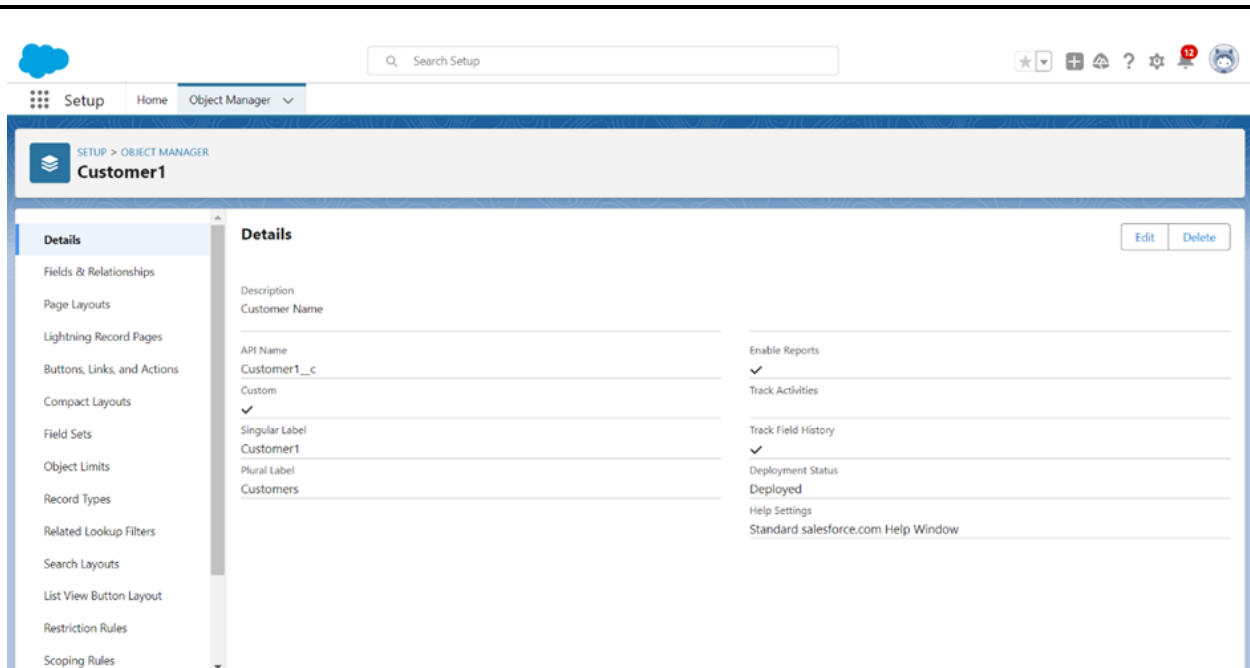 Search Setup
12
Setup Home Object Manager
SETUP > OBJECT MANAGER
Customer1
Details
Fields & Relationships
Page Layouts
Lightning Record Pages
Buttons, Links, and Actions
Compact Layouts
Field Sets
Object Limits
Record Types
Related Lookup Filters
Search Layouts
List View Button Layout
Restriction Rules
Scoping Rules
Details
Edit Delete
Description
Customer Name
API Name
Customer1__c
Custom
Singular Label
Customer1
Plural Label
Customers
Enable Reports
Track Activities
Track Field History
Deployment Status
Deployed
Help Settings
Standard salesforce.com Help Window